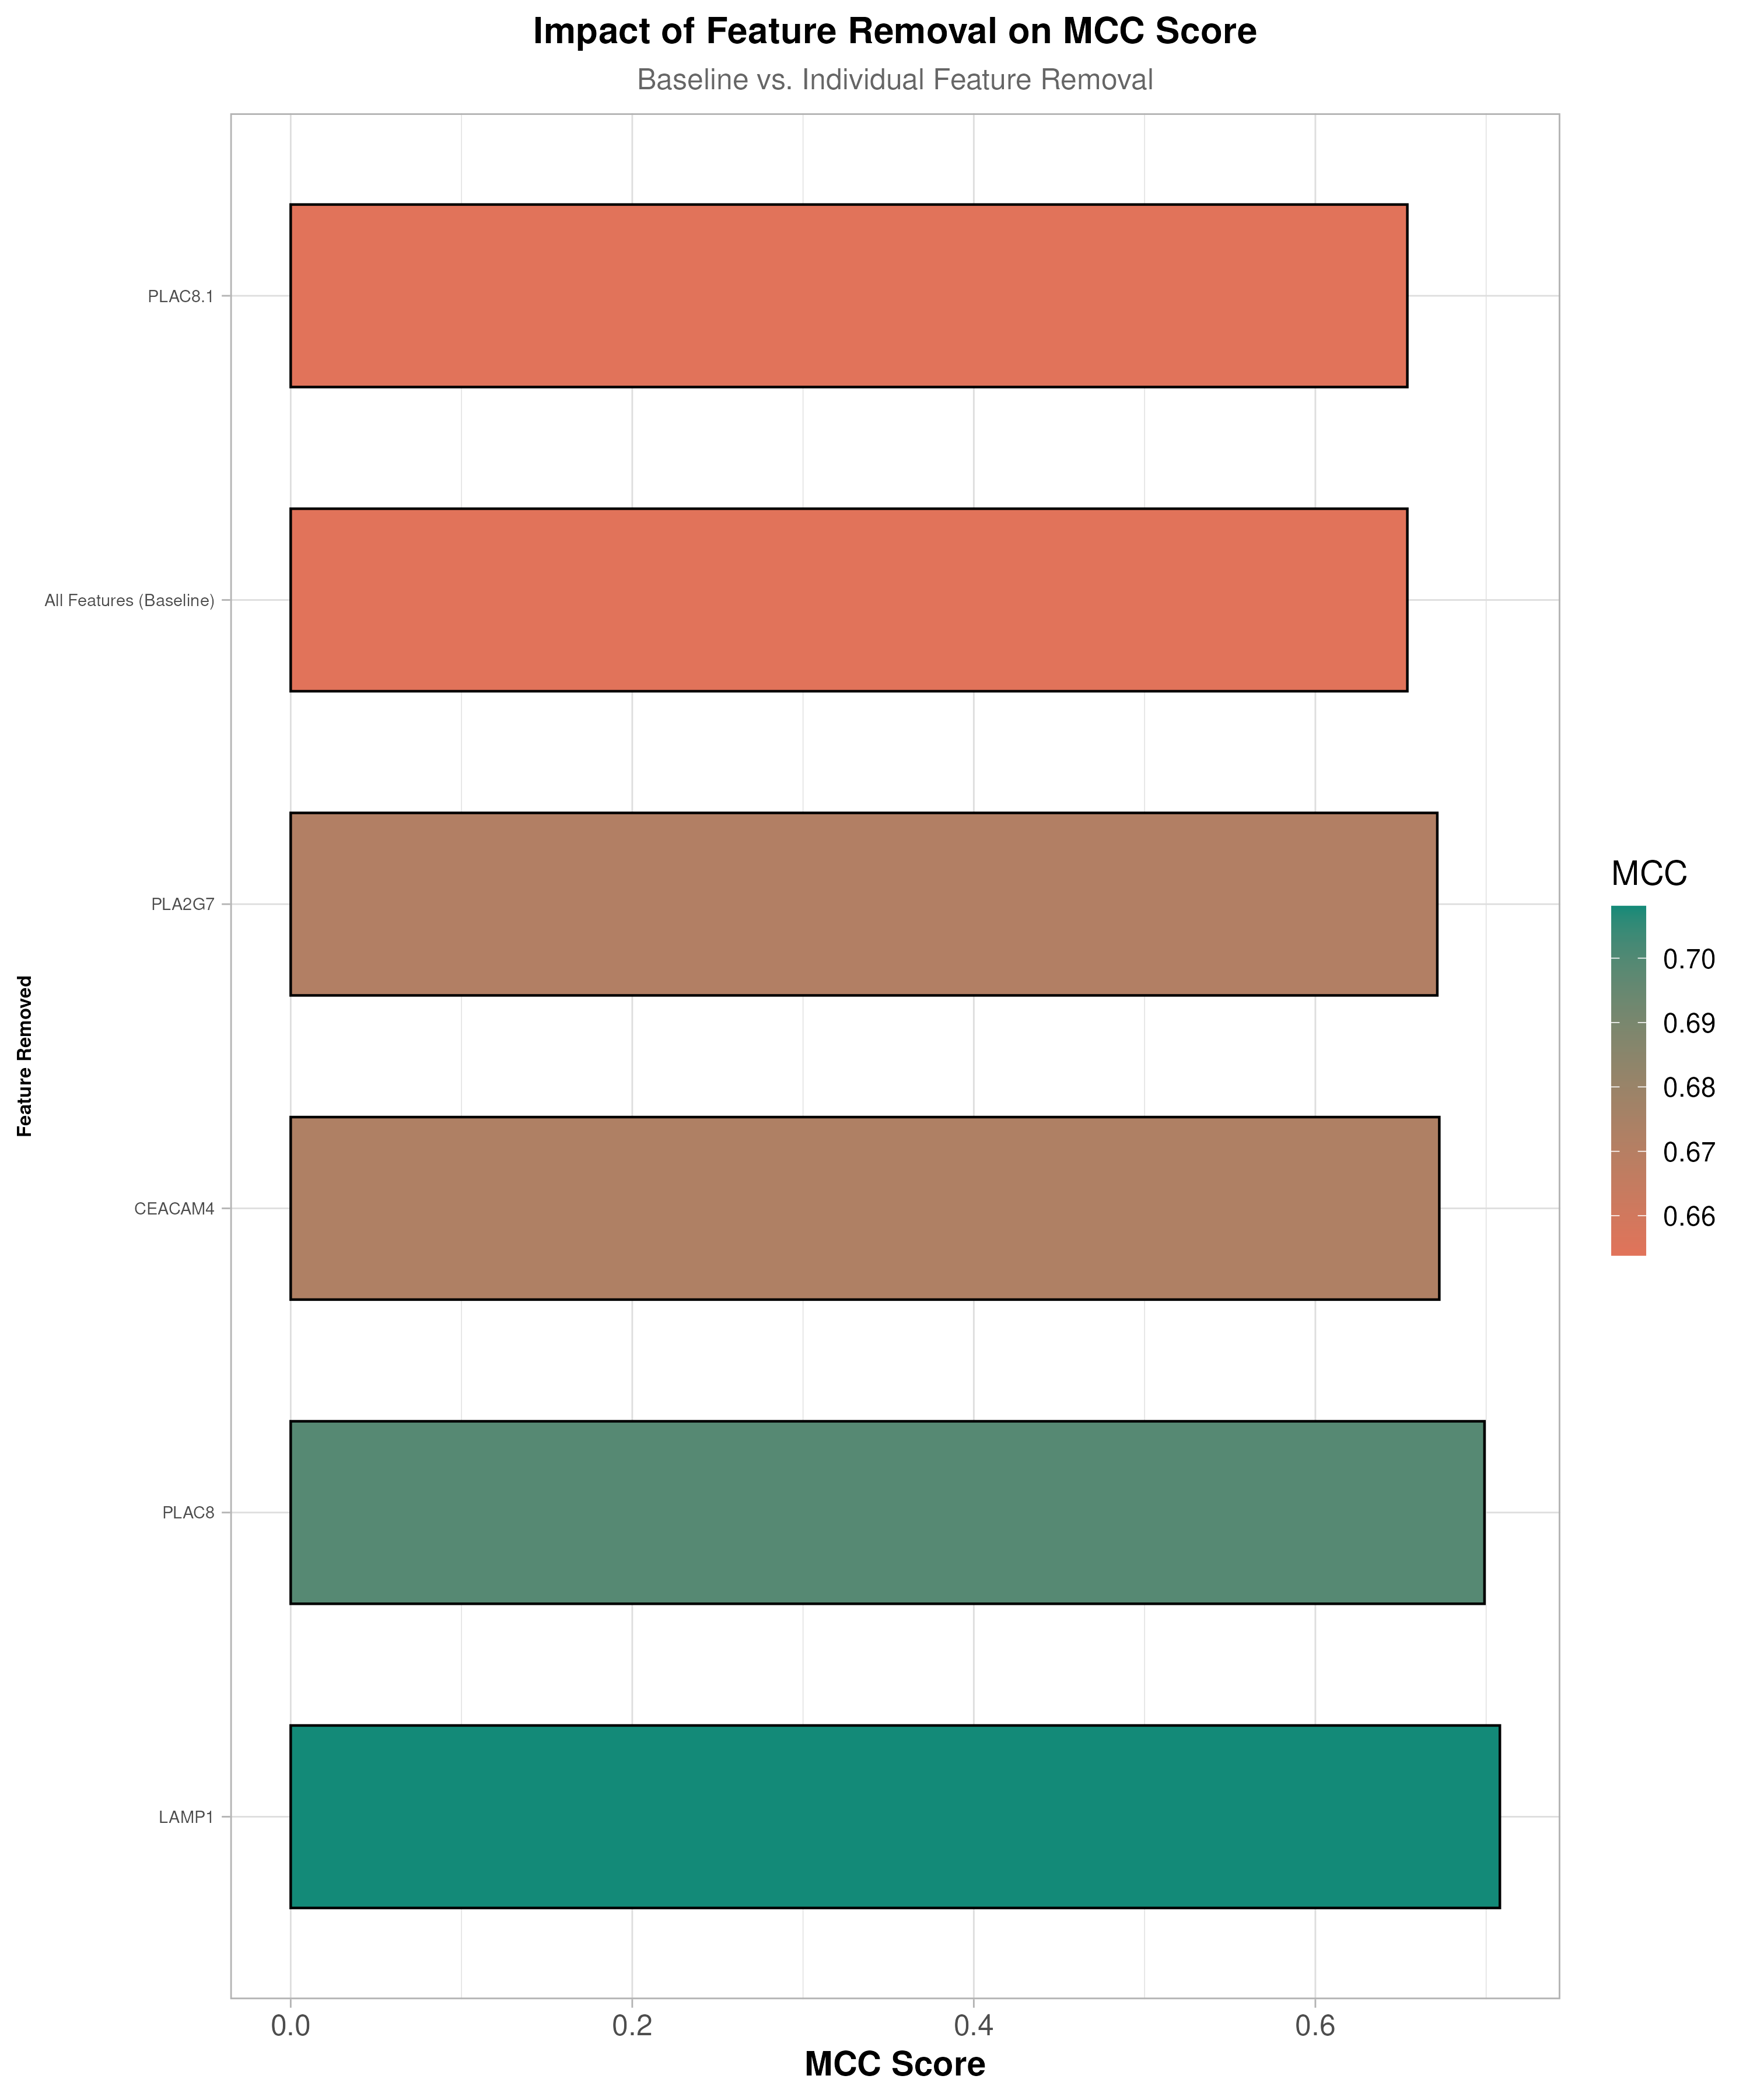 Impact of Feature Removal on MCC Score
Baseline vs. Individual Feature Removal
Feature Removed
PLAC8.1
All Features (Baseline)
PLA2G7
CEACAM4
PLAC8
LAMP1
0.0
0.2
0.4
0.6
MCC Score
MCC
0.70
0.69
0.68
0.67
0.66